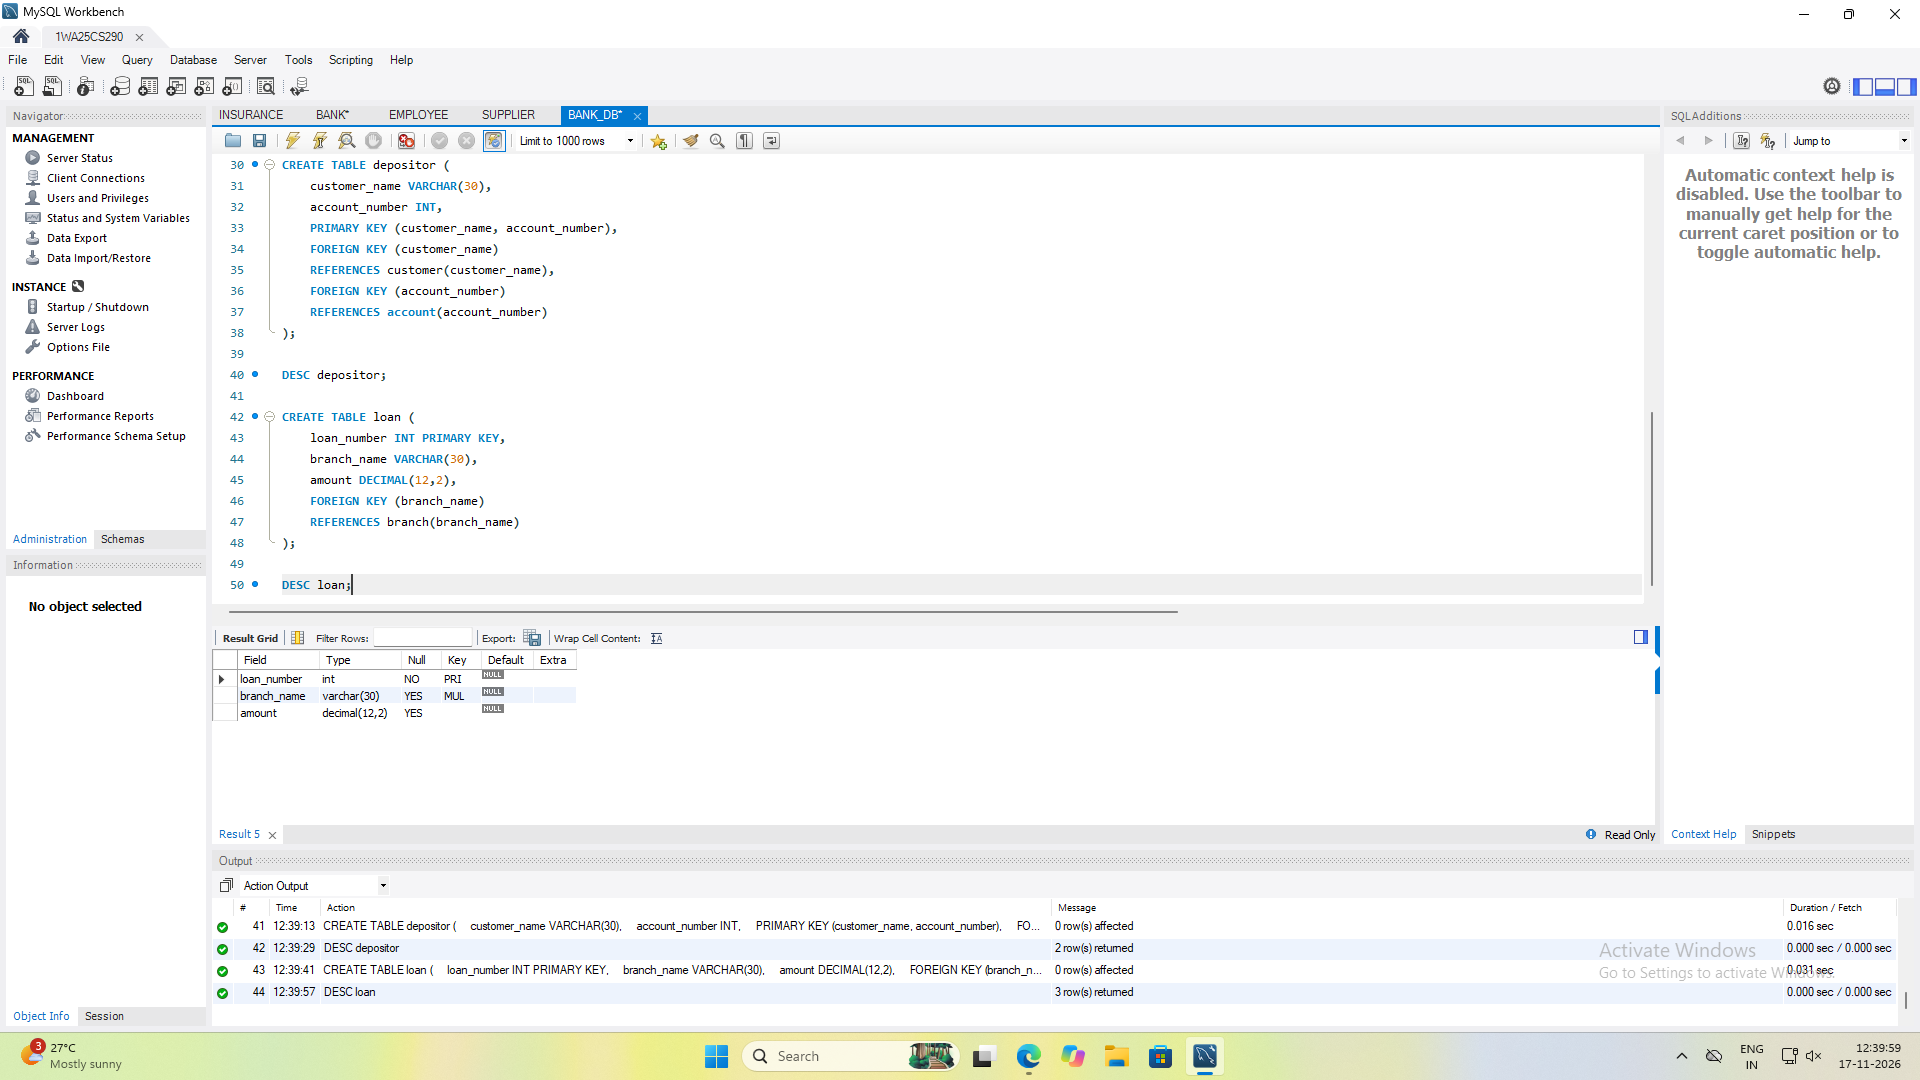 MySQL Workbench
1WA25CS290
File Edit View Query Database Server Tools Scripting Help
Navigator
MANAGEMENT
Server Status
Client Connections
Users and Privileges
Status and System Variables
Data Export
Data Import/Restore
INSTANCE
Startup / Shutdown
Server Logs
Options File
PERFORMANCE
Dashboard
Performance Reports
Performance Schema Setup
Administration Schemas
Information
No object selected
Object Info Session
INSURANCE BANK* EMPLOYEE SUPPLIER BANK_DB*
Limit to 1000 rows
30 CREATE TABLE depositor (
31 customer_name VARCHAR(30),
32 account_number INT,
33 PRIMARY KEY (customer_name, account_number),
34 FOREIGN KEY (customer_name)
35 REFERENCES customer(customer_name),
36 FOREIGN KEY (account_number)
37 REFERENCES account(account_number)
38 );
39
40 DESC depositor;
41
42 CREATE TABLE loan (
43 loan_number INT PRIMARY KEY,
44 branch_name VARCHAR(30),
45 amount DECIMAL(12,2),
46 FOREIGN KEY (branch_name)
47 REFERENCES branch(branch_name)
48 );
49
50 DESC loan;
Result Grid Filter Rows: Export: Wrap Cell Content:
Field Type Null Key Default Extra
loan_number int NO PRI NULL
branch_name varchar(30) YES MUL NULL
amount decimal(12,2) YES NULL
Result 5 Read Only
SQLAdditions
Jump to
Automatic context help is
disabled. Use the toolbar to
manually get help for the
current caret position or to
toggle automatic help.
Context Help Snippets
Output
Action Output
# Time Action Message Duration / Fetch
41 12:39:13 CREATE TABLE depositor ( customer_name VARCHAR(30), account_number INT, PRIMARY KEY (customer_name, account_number), FO... 0 row(s) affected 0.016 sec
42 12:39:29 DESC depositor 2 row(s) returned 0.000 sec / 0.000 sec
43 12:39:41 CREATE TABLE loan ( loan_number INT PRIMARY KEY, branch_name VARCHAR(30), amount DECIMAL(12,2), FOREIGN KEY (branch_n... 0 row(s) affected 0.031 sec
44 12:39:57 DESC loan 3 row(s) returned 0.000 sec / 0.000 sec
Activate Windows
Go to Settings to activate Windows.
3
27°C
Mostly sunny
Search
ENG
IN
12:39:59
17-11-2026